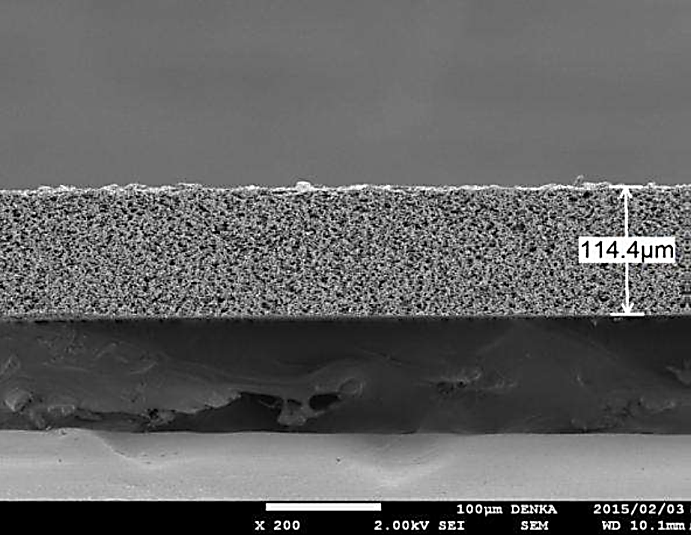 114.4µm
100µm DENKA 2015/02/03
X 200 2.00kV SEI SEM WD 10.1mm